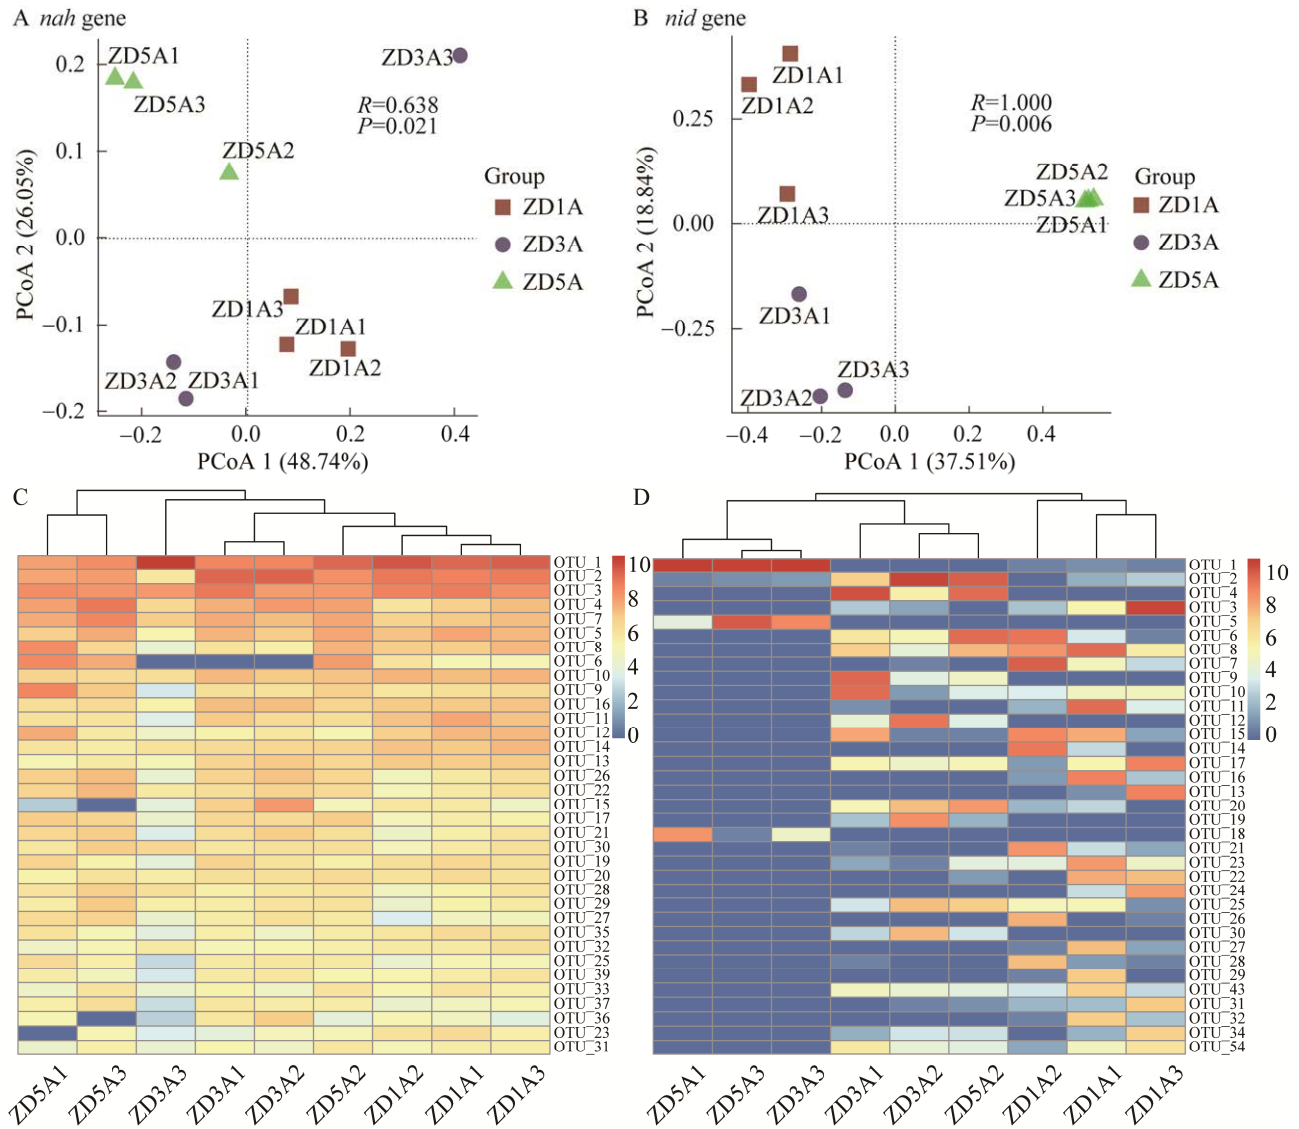 A nah gene
ZD5A1
ZD5A3
ZD5A2
ZD3A3
R=0.638
P=0.021
ZD1A3
ZD1A1
ZD1A2
ZD3A2
ZD3A1
0.2
0.1
0.0
−0.1
−0.2
−0.2
0.0
0.2
0.4
PCoA 2 (26.05%)
PCoA 1 (48.74%)
Group
ZD1A
ZD3A
ZD5A
B nid gene
ZD1A1
ZD1A2
ZD1A3
R=1.000
P=0.006
ZD5A2
ZD5A3
ZD5A1
ZD3A1
ZD3A3
ZD3A2
0.25
0.00
−0.25
−0.4
−0.2
0.0
0.2
0.4
PCoA 2 (18.84%)
PCoA 1 (37.51%)
Group
ZD1A
ZD3A
ZD5A
C
OTU_1
OTU_2
OTU_3
OTU_4
OTU_7
OTU_5
OTU_8
OTU_6
OTU_10
OTU_9
OTU_16
OTU_11
OTU_12
OTU_14
OTU_13
OTU_26
OTU_22
OTU_15
OTU_17
OTU_21
OTU_30
OTU_19
OTU_20
OTU_28
OTU_29
OTU_27
OTU_35
OTU_32
OTU_25
OTU_39
OTU_33
OTU_37
OTU_36
OTU_23
OTU_31
10
8
6
4
2
0
ZD5A1
ZD5A3
ZD3A3
ZD3A1
ZD3A2
ZD5A2
ZD1A2
ZD1A1
ZD1A3
D
OTU_1
OTU_2
OTU_4
OTU_3
OTU_5
OTU_6
OTU_8
OTU_7
OTU_9
OTU_10
OTU_11
OTU_12
OTU_15
OTU_14
OTU_17
OTU_16
OTU_13
OTU_20
OTU_19
OTU_18
OTU_21
OTU_23
OTU_22
OTU_24
OTU_25
OTU_26
OTU_30
OTU_27
OTU_28
OTU_29
OTU_43
OTU_31
OTU_32
OTU_34
OTU_54
10
8
6
4
2
0
ZD5A1
ZD5A3
ZD3A3
ZD3A1
ZD3A2
ZD5A2
ZD1A2
ZD1A1
ZD1A3